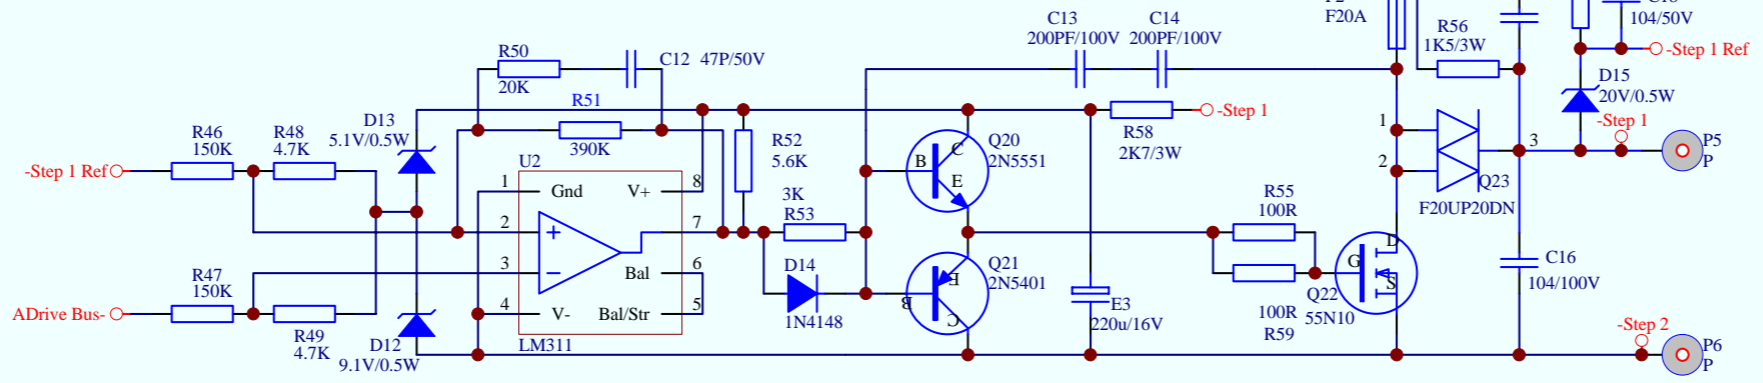 C13
200PF/100V
C14
200PF/100V
F20A
R56
1K5/3W
104/50V
-Step 1 Ref
D15
20V/0.5W
-Step 1
P5
P
R50
20K
C12 47P/50V
R51
390K
D13
5.1V/0.5W
R46
150K
R48
4.7K
-Step 1 Ref
U2
1
Gnd
V+
8
2
+
7
3
-
Bal
6
4
V-
Bal/Str
5
LM311
R52
5.6K
3K
R53
D14
1N4148
B
C
E
Q20
2N5551
E
B
C
Q21
2N5401
R58
2K7/3W
-Step 1
E3
220u/16V
R55
100R
100R
R59
D
G
S
Q22
55N10
1
2
3
Q23
F20UP20DN
C16
104/100V
-Step 2
P6
P
R47
150K
ADrive Bus-
R49
4.7K
D12
9.1V/0.5W